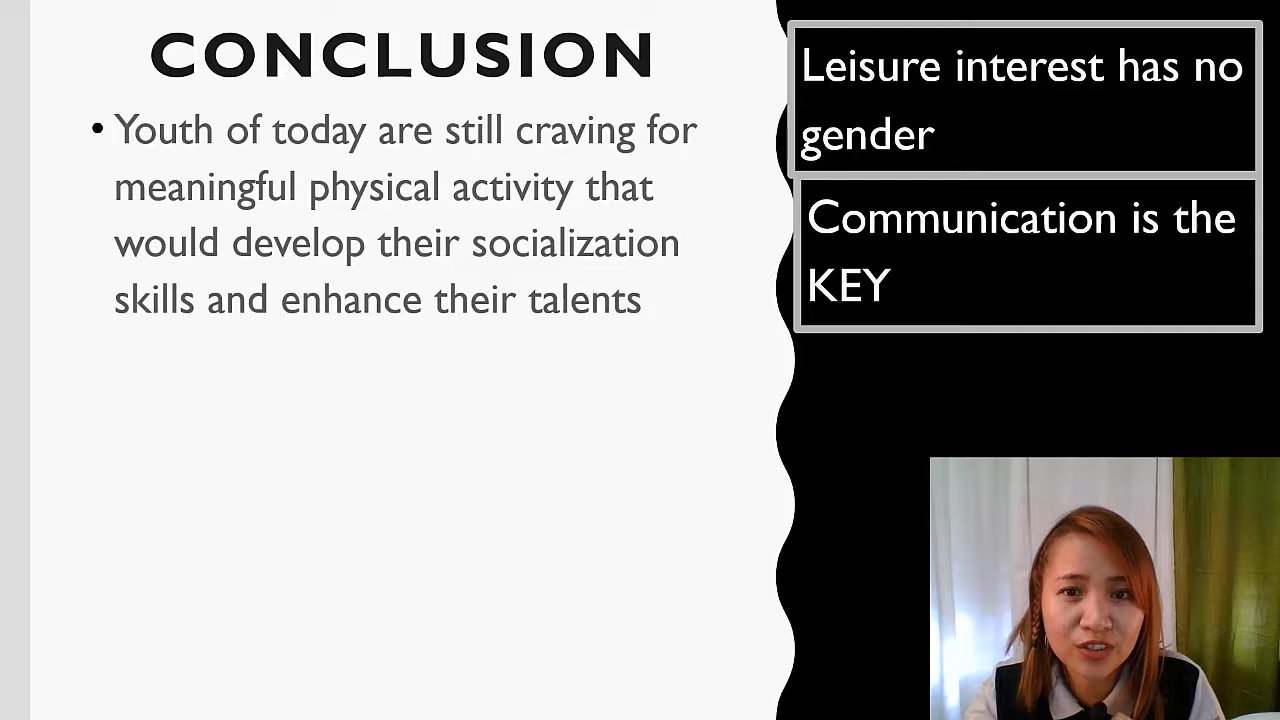 CONCLUSION
• Youth of today are still craving for
meaningful physical activity that
would develop their socialization
skills and enhance their talents
Leisure interest has no
gender
Communication is the
KEY